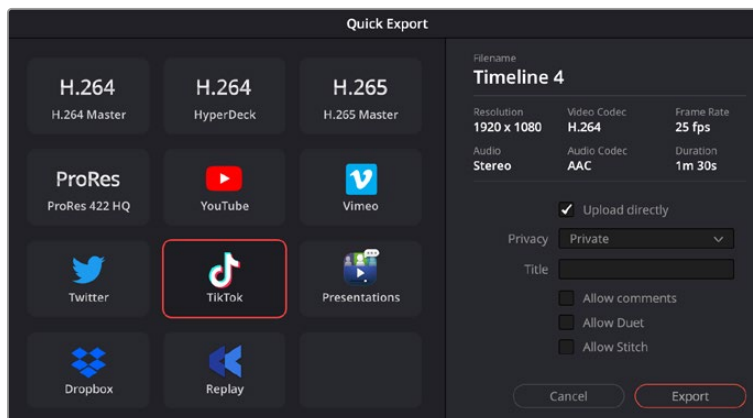 Quick Export
H.264
H.264 Master
H.264
HyperDeck
H.265
H.265 Master
ProRes
ProRes 422 HQ
YouTube
Vimeo
Twitter
TikTok
Presentations
Dropbox
Replay
Filename
Timeline 4
Resolution Video Codec Frame Rate
1920 x 1080 H.264 25 fps
Audio Audio Codec Duration
Stereo AAC 1m 30s
Upload directly
Privacy Private
Title
Allow comments
Allow Duet
Allow Stitch
Cancel Export